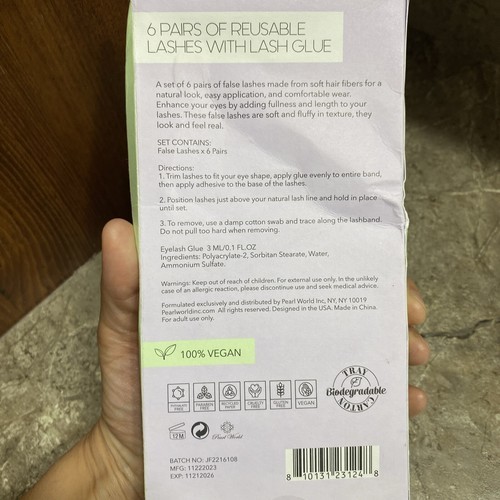 6 PAIRS OF REUSABLE
LASHES WITH LASH GLUE
A set of 6 pairs of false lashes made from soft hair fibers for a
natural look, easy application, and comfortable wear.
Enhance your eyes by adding fullness and length to your
lashes. These false lashes are soft and fluffy in texture, they
look and feel real.
SET CONTAINS:
False Lashes x 6 Pairs
Directions:
1. Trim lashes to fit your eye shape, apply glue evenly to entire band,
then apply adhesive to the base of the lashes.
2. Position lashes just above your natural lash line and hold in place
until set.
3. To remove, use a damp cotton swab and trace along the lashband.
Do not pull too hard when removing.
Eyelash Glue 3 ML/0.1 FL.OZ
Ingredients: Polyacrylate-2, Sorbitan Stearate, Water,
Ammonium Sulfate.
Warnings: Keep out of reach of children. For external use only. In the unlikely
case of an allergic reaction, please discontinue use and seek medical advice.
Formulated exclusively and distributed by Pearl World Inc, NY, NY 10019
Pearlworldinc.com All rights reserved. Designed in the USA. Made in China.
For adult use only.
100% VEGAN
PARABEN FREE
RECYCLED PAPER
CRUELTY FREE
GLUTEN FREE
VEGAN
TRAY
Biodegradable
CARTON
12 M
Pearl World
BATCH NO: JF2216108
MFG: 11222023
EXP: 11212026
8 10131 23124 8